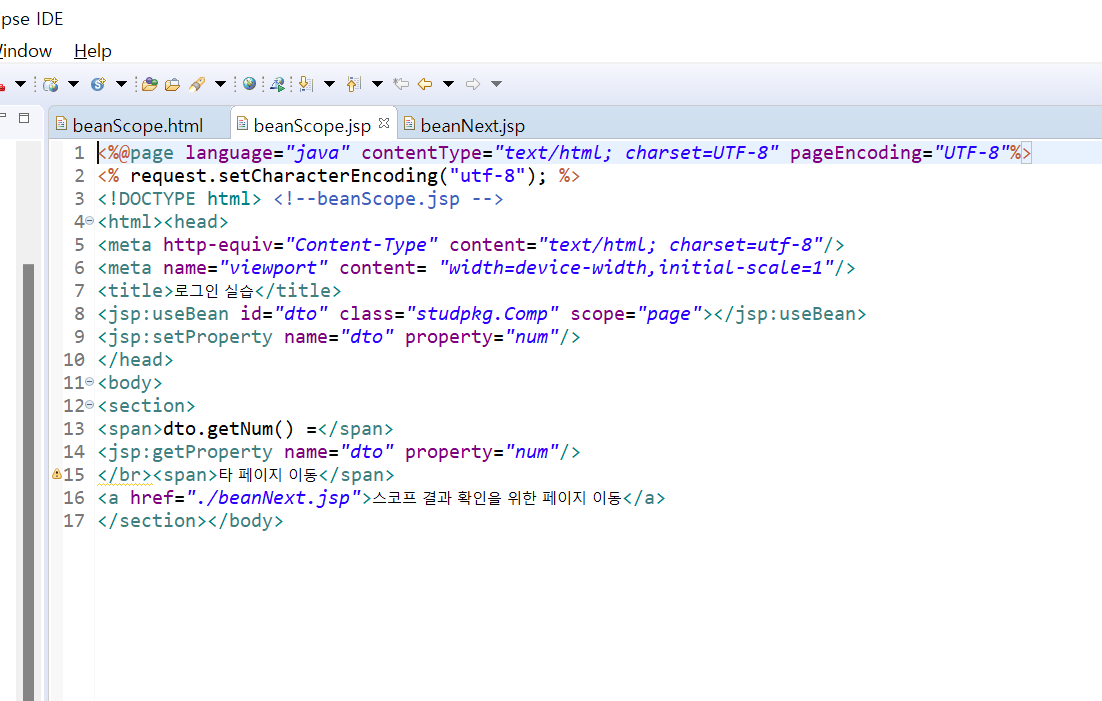 pse IDE
indow Help
beanScope.html beanScope.jsp beanNext.jsp
1 <%@page language="java" contentType="text/html; charset=UTF-8" pageEncoding="UTF-8"%>
2 <% request.setCharacterEncoding("utf-8"); %>
3 <!DOCTYPE html> <!--beanScope.jsp -->
4 <html><head>
5 <meta http-equiv="Content-Type" content="text/html; charset=utf-8"/>
6 <meta name="viewport" content= "width=device-width,initial-scale=1"/>
7 <title>로그인 실습</title>
8 <jsp:useBean id="dto" class="studpkg.Comp" scope="page"></jsp:useBean>
9 <jsp:setProperty name="dto" property="num"/>
10 </head>
11 <body>
12 <section>
13 <span>dto.getNum() =</span>
14 <jsp:getProperty name="dto" property="num"/>
15 </br><span>타 페이지 이동</span>
16 <a href="./beanNext.jsp">스코프 결과 확인을 위한 페이지 이동</a>
17 </section></body>